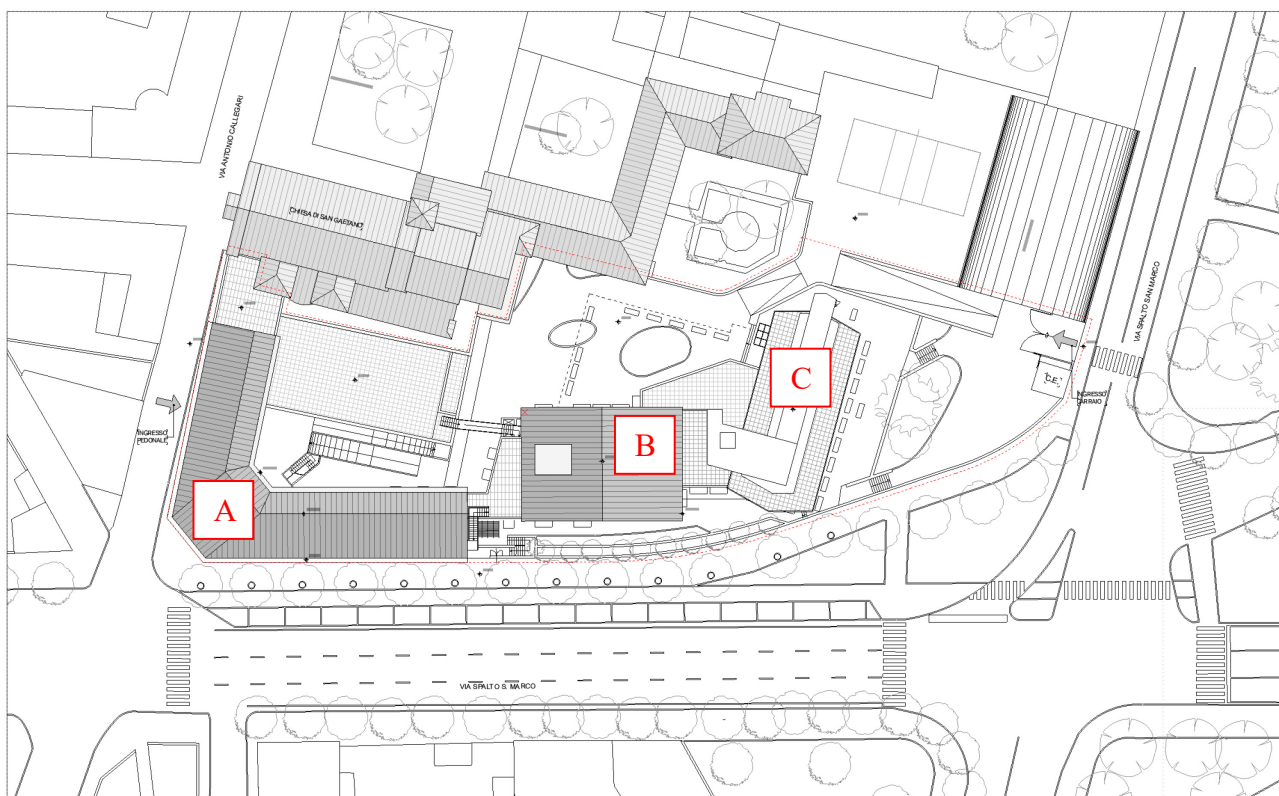 VIA ANTONIO CALLEGARI
CHIESA DI SAN GAETANO
VIA SPALTO SAN MARCO
C
C.E.
INGRESSO
CARRAIO
INGRESSO
PEDONALE
B
A
VIA SPALTO S. MARCO